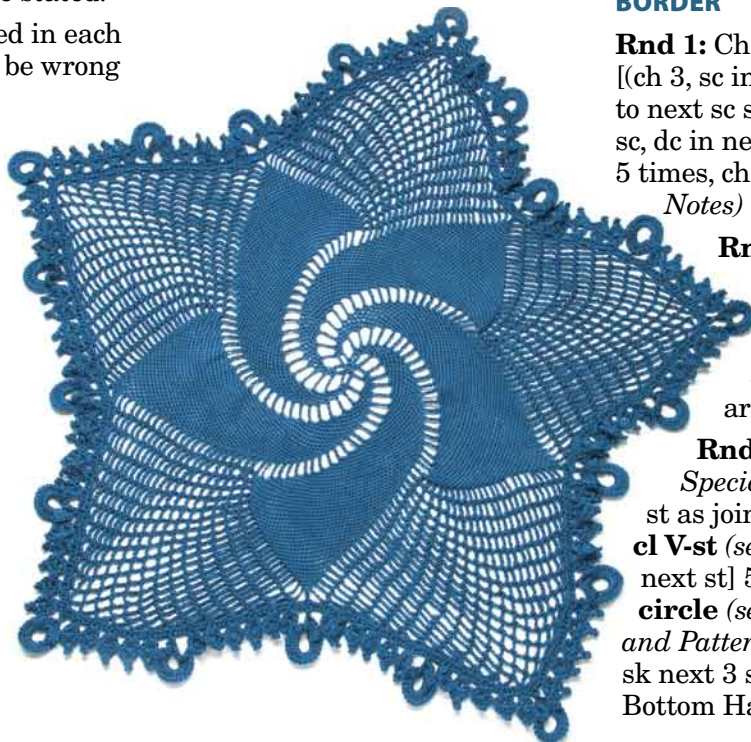 be stated.
ed in each
be wrong
BORDER
Rnd 1: Ch
[(ch 3, sc in
to next sc s
sc, dc in ne
5 times, ch
Notes)
Rn
ar
Rnd
Specia
st as join
cl V-st (se
next st] 5
circle (se
and Patter
sk next 3 s
Bottom Ha